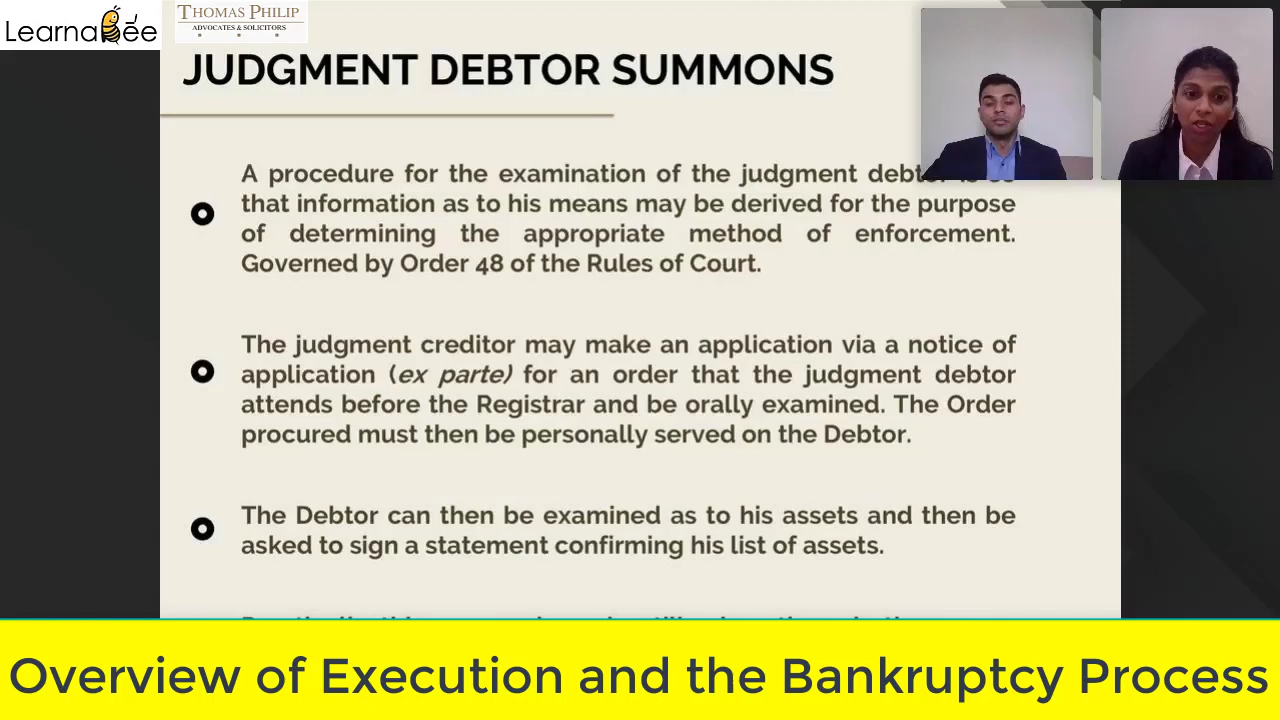 LearnaBee
THOMAS PHILIP
ADVOCATES & SOLICITORS
JUDGMENT DEBTOR SUMMONS
A procedure for the examination of the judgment
that information as to his means may be derived for the purpose
of determining the appropriate method of enforcement.
Governed by Order 48 of the Rules of Court.
The judgment creditor may make an application via a notice of
application (ex parte) for an order that the judgment debtor
attends before the Registrar and be orally examined. The Order
procured must then be personally served on the Debtor.
The Debtor can then be examined as to his assets and then be
asked to sign a statement confirming his list of assets.
Overview of Execution and the Bankruptcy Process